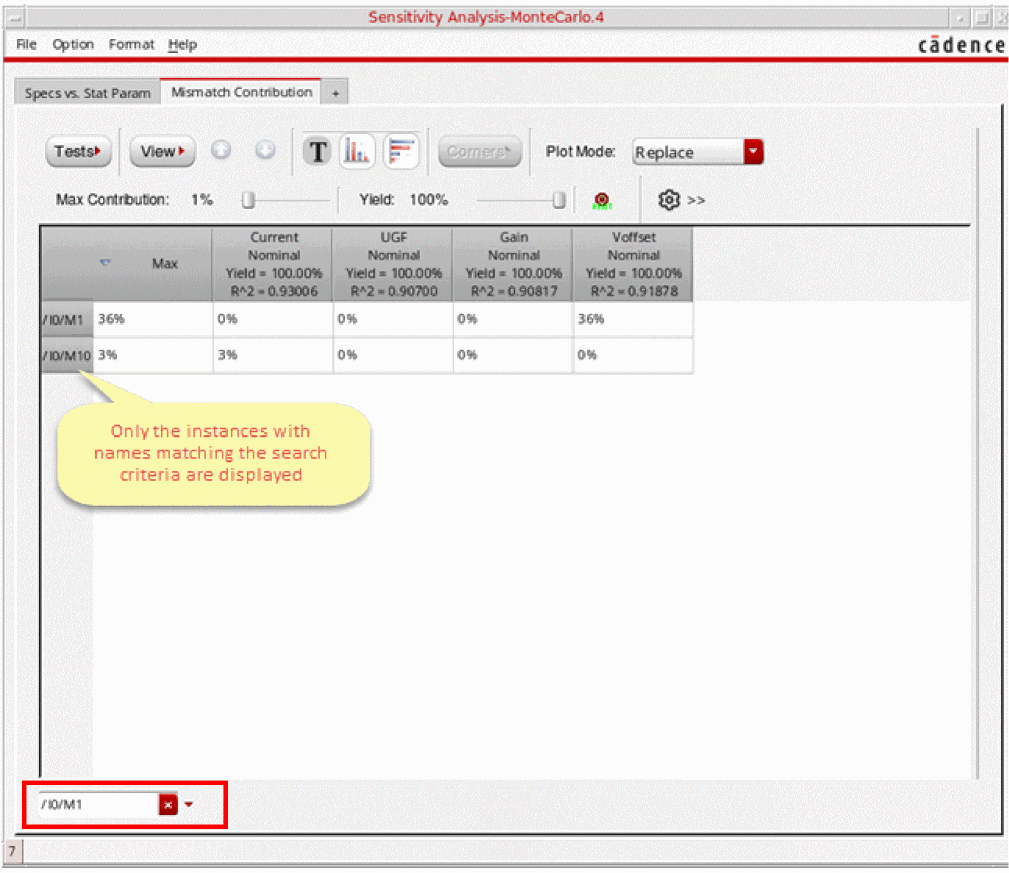 Sensitivity Analysis-MonteCarlo.4
File Option Format Help
cādence
Specs vs. Stat Param Mismatch Contribution +
Tests View T Corners Plot Mode: Replace
Max Contribution: 1% Yield: 100% >>
Max
Current
Nominal
Yield = 100.00%
R^2 = 0.93006
UGF
Nominal
Yield = 100.00%
R^2 = 0.90700
Gain
Nominal
Yield = 100.00%
R^2 = 0.90817
Voffset
Nominal
Yield = 100.00%
R^2 = 0.91878
/I0/M1 36% 0% 0% 0% 36%
/I0/M10 3% 3% 0% 0% 0%
Only the instances with
names matching the search
criteria are displayed
/I0/M1
7